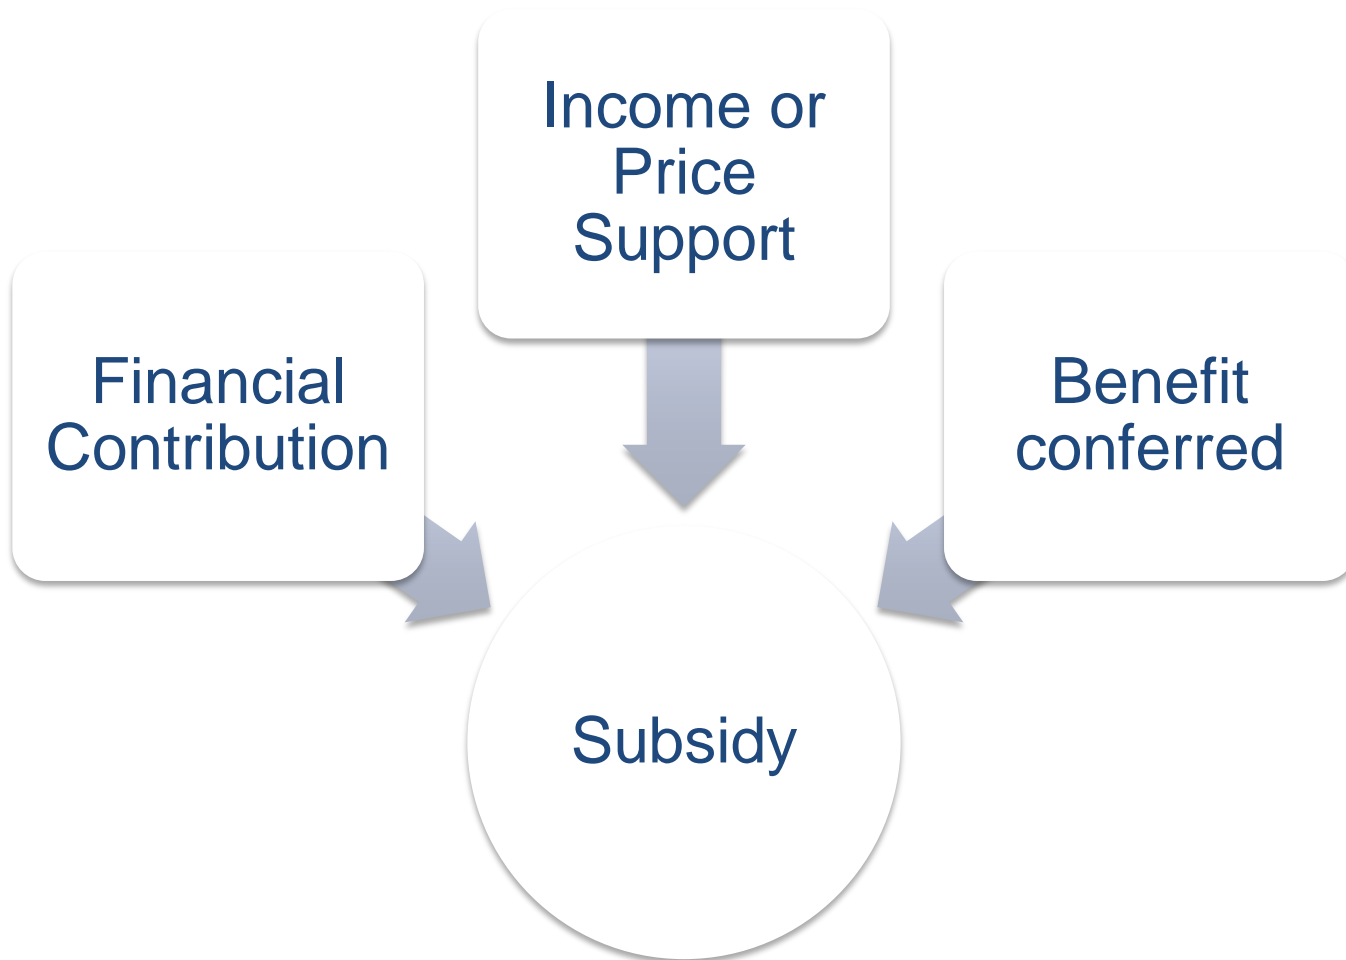 Income or
Price
Support
Financial
Contribution
Benefit
conferred
Subsidy